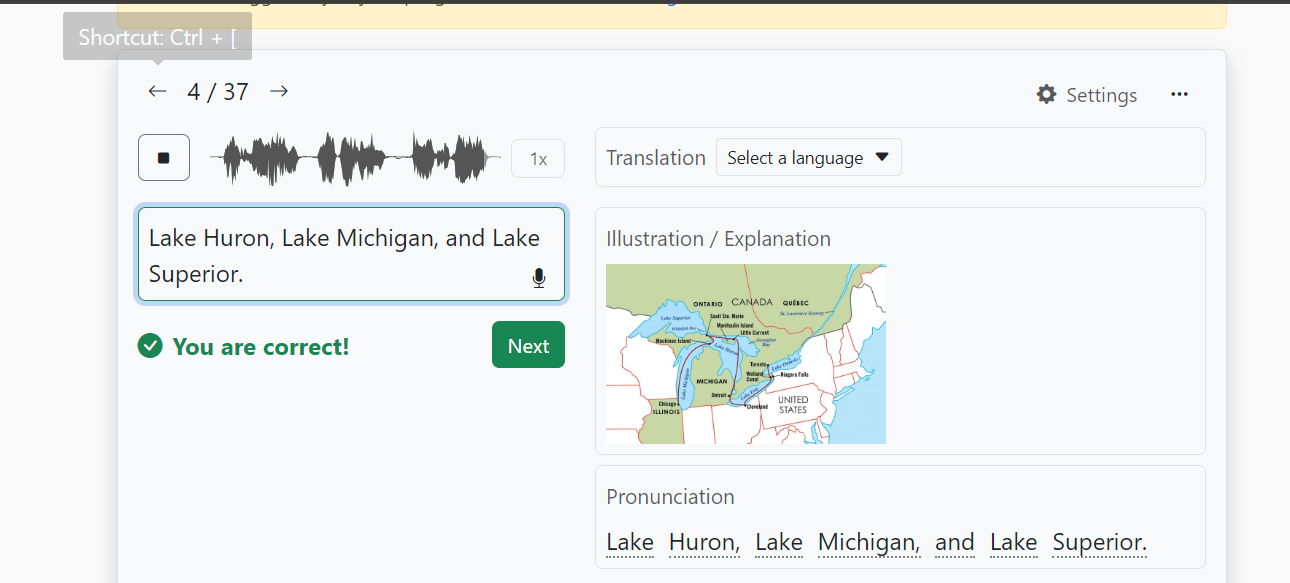 Shortcut: Ctrl + [
4 / 37
Settings
1x
Translation
Select a language
Lake Huron, Lake Michigan, and Lake
Superior.
You are correct!
Next
Illustration / Explanation
ONTARIO CANADA QUÉBEC
St. Lawrence Seaway
Lake Superior
Sault Ste. Marie
Manitoulin Island
Little Current
Mackinac Island
Georgian
Bay
Lake Huron
Toronto
Lake Ontario
Welland
Canal
Niagara Falls
MICHIGAN
Lake Michigan
Detroit
Lake Erie
Chicago
Cleveland
ILLINOIS
UNITED
STATES
Pronunciation
Lake Huron, Lake Michigan, and Lake Superior.